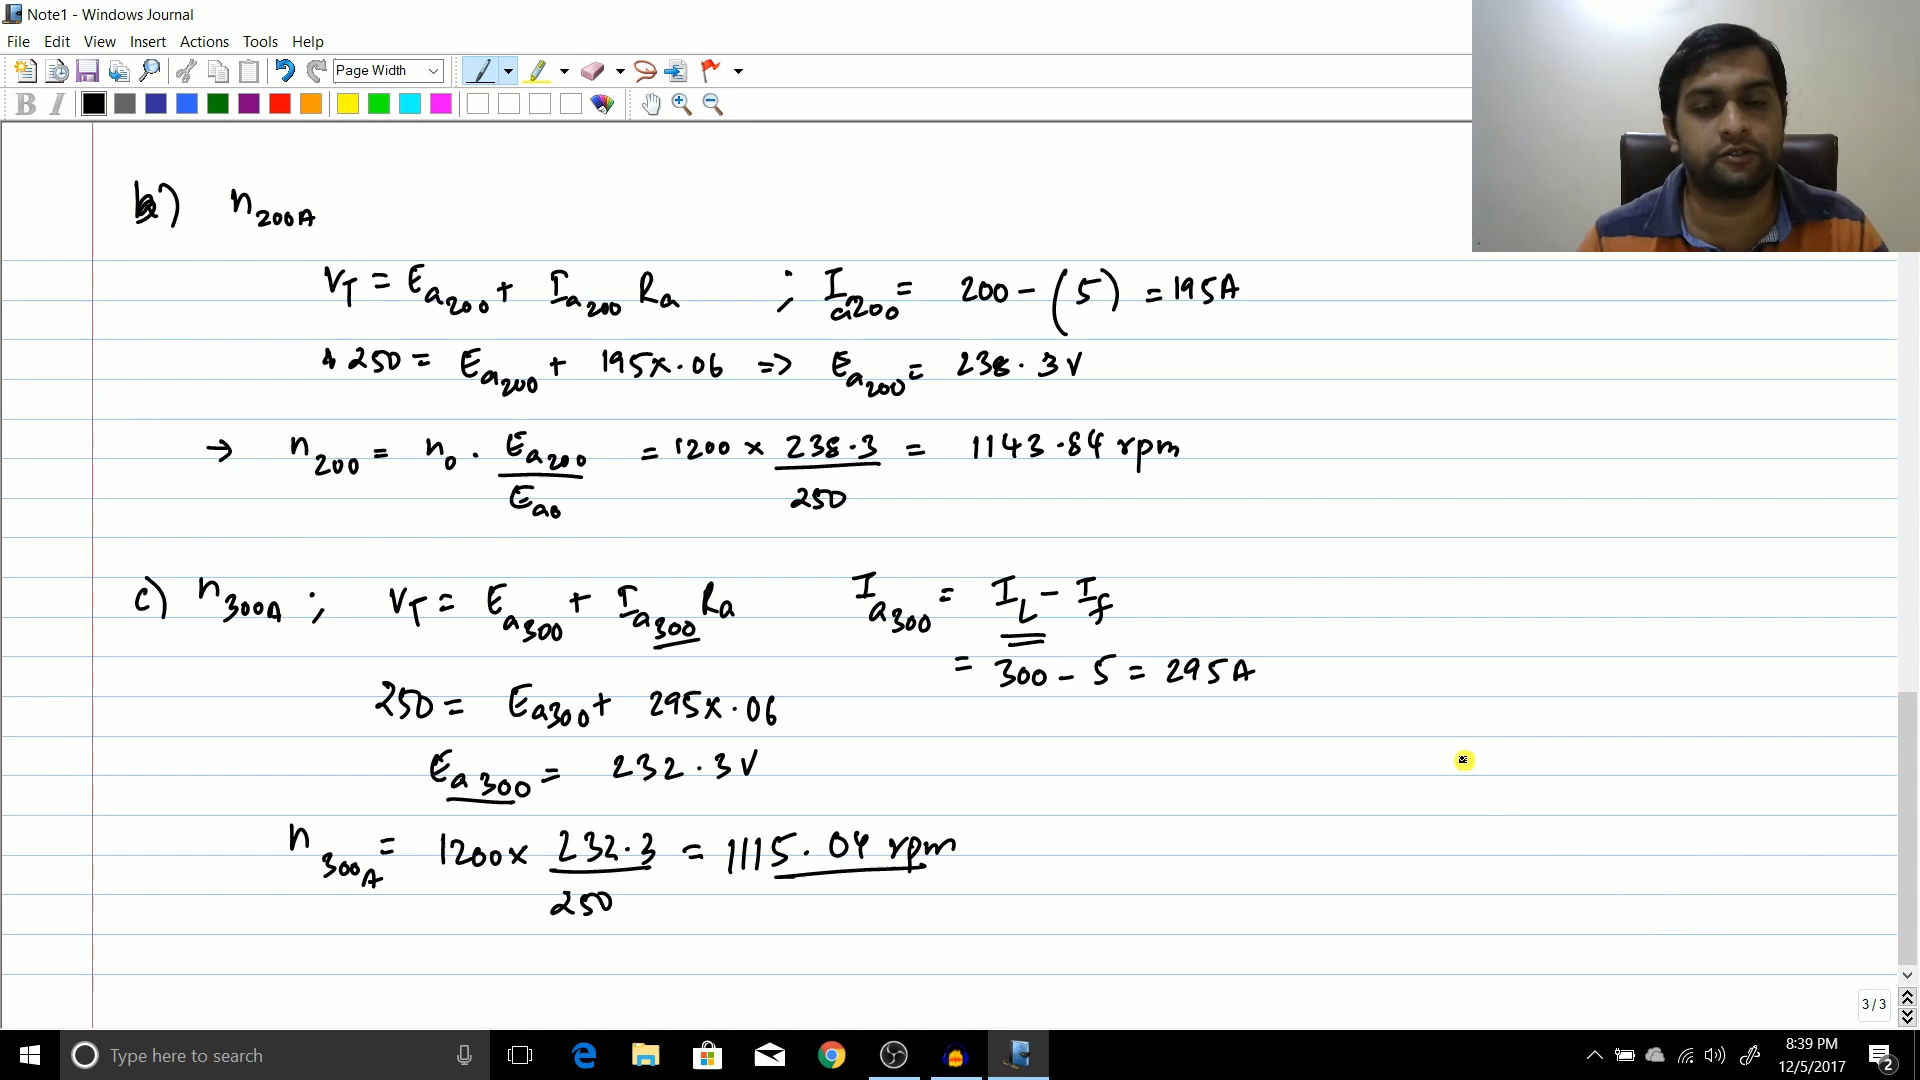 Note1 - Windows Journal
File Edit View Insert Actions Tools Help
Page Width
B I
b) n200A
VT = Ea200 + Ia200 Ra ; Ia200 = 200 - (5) = 195A
250 = Ea200 + 195x.06 => Ea200 = 238.3V
→ n200 = n0 . Ea200/Ea0 = 1200 x 238.3/250 = 1143.84 rpm
c) n300A ; VT = Ea300 + Ia300 Ra Ia300 = IL - If
= 300 - 5 = 295A
250 = Ea300 + 295x.06
Ea300 = 232.3V
n300A = 1200x 232.3/250 = 1115.04 rpm
3 / 3
Type here to search
8:39 PM
12/5/2017
2